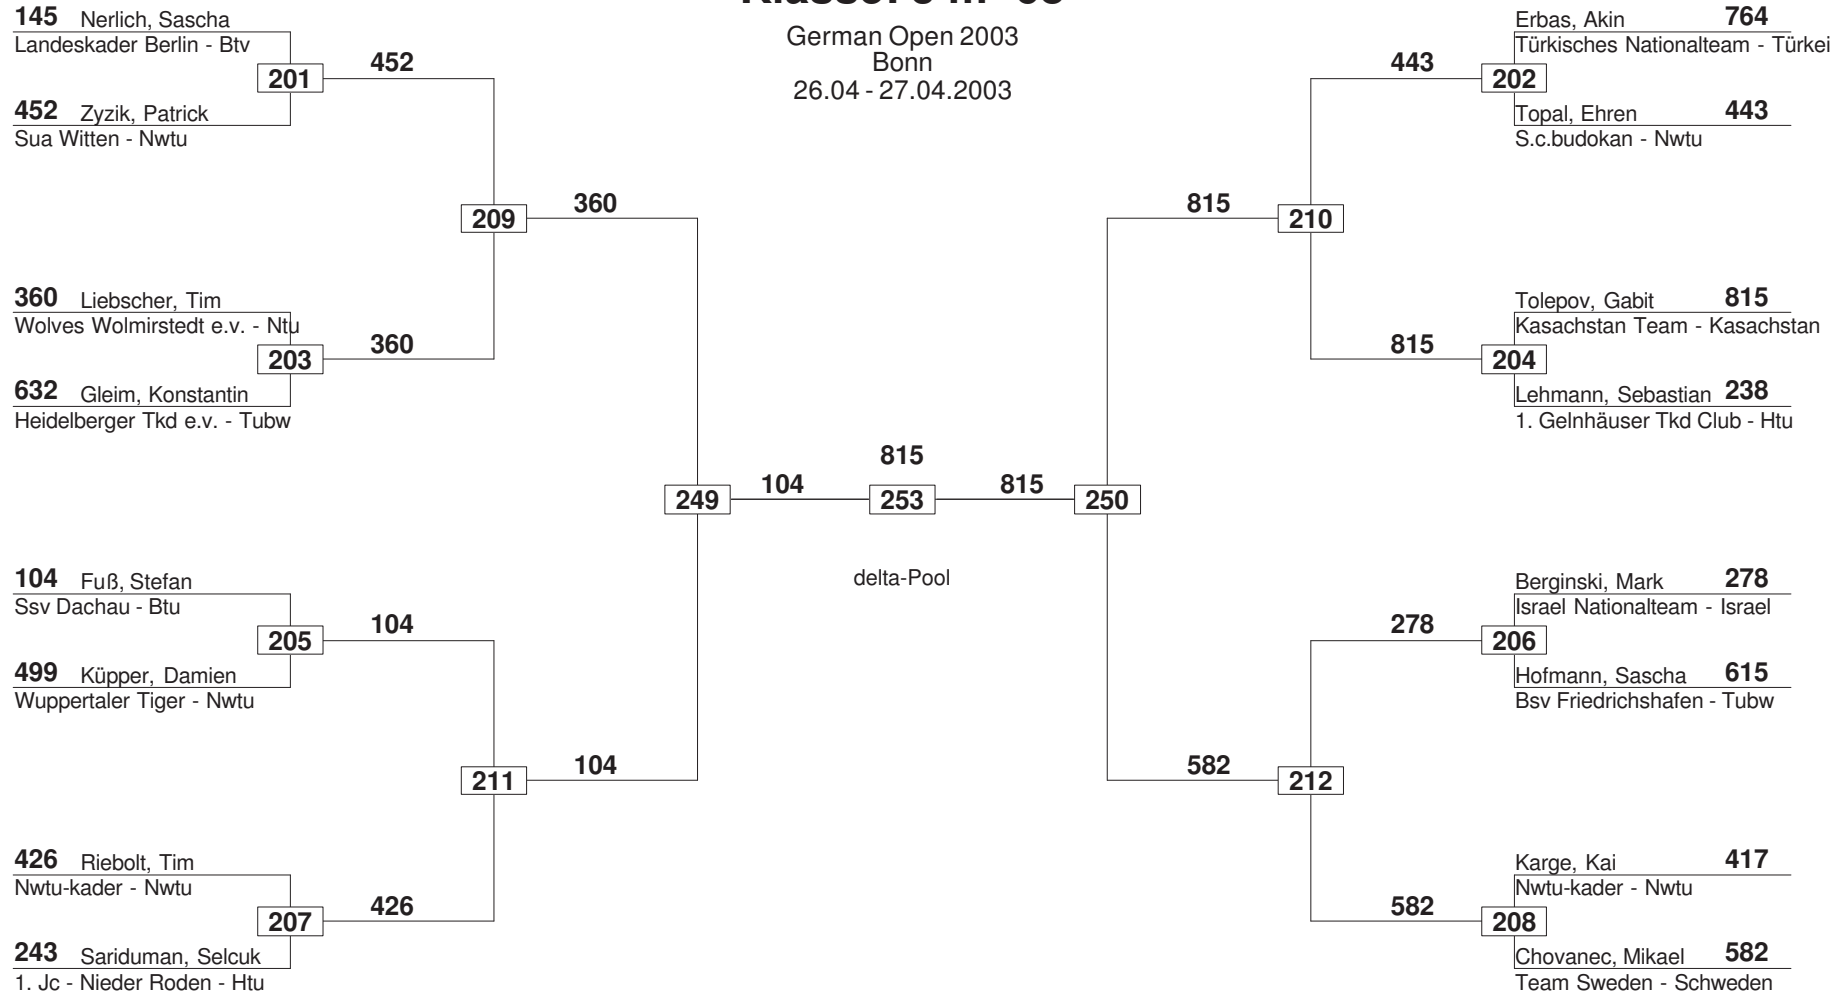 145 Nerlich, Sascha
Landeskader Berlin - Btv
201
452
452 Zyzik, Patrick
Sua Witten - Nwtu
209
360
360 Liebscher, Tim
Wolves Wolmirstedt e.v. - Ntu
203
360
632 Gleim, Konstantin
Heidelberger Tkd e.v. - Tubw
249
104
104 Fuß, Stefan
Ssv Dachau - Btu
205
104
499 Küpper, Damien
Wuppertaler Tiger - Nwtu
211
104
426 Riebolt, Tim
Nwtu-kader - Nwtu
207
426
243 Sariduman, Selcuk
1. Jc - Nieder Roden - Htu
German Open 2003
Bonn
26.04 - 27.04.2003
815
253
delta-Pool
Erbas, Akin 764
Türkisches Nationalteam - Türkei
443
202
Topal, Ehren 443
S.c.budokan - Nwtu
815
210
Tolepov, Gabit 815
Kasachstan Team - Kasachstan
815
204
Lehmann, Sebastian 238
1. Gelnhäuser Tkd Club - Htu
815
250
Berginski, Mark 278
Israel Nationalteam - Israel
278
206
Hofmann, Sascha 615
Bsv Friedrichshafen - Tubw
582
212
Karge, Kai 417
Nwtu-kader - Nwtu
582
208
Chovanec, Mikael 582
Team Sweden - Schweden